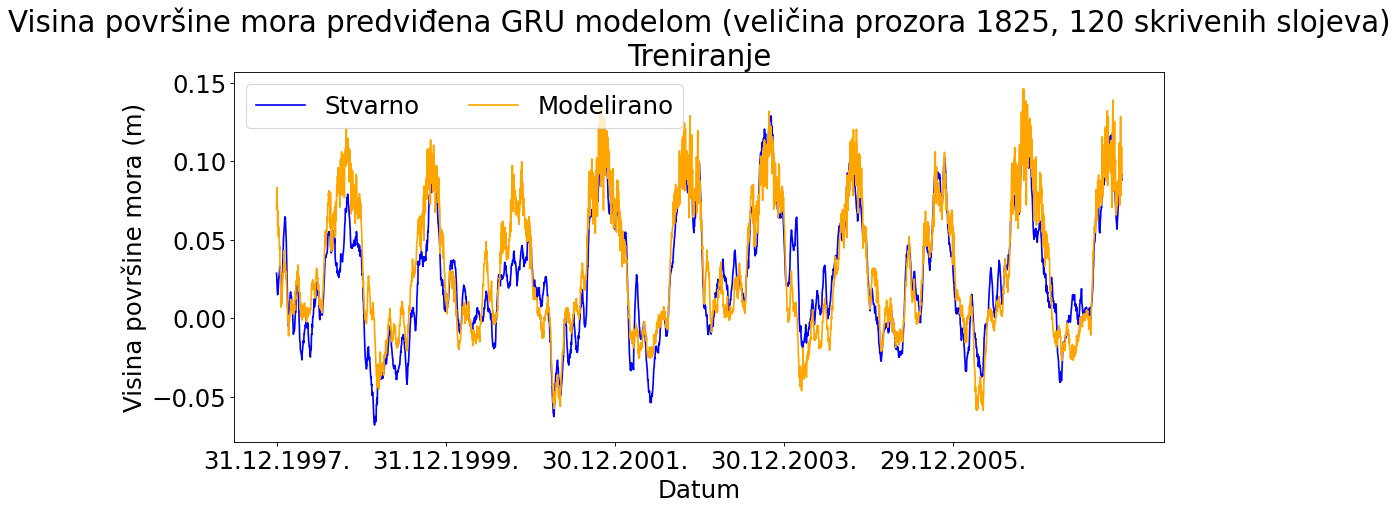 Visina površine mora predviđena GRU modelom (veličina prozora 1825, 120 skrivenih slojeva)
Treniranje
Stvarno Modelirano
Visina površine mora (m)
0.15
0.10
0.05
0.00
−0.05
31.12.1997. 31.12.1999. 30.12.2001. 30.12.2003. 29.12.2005.
Datum